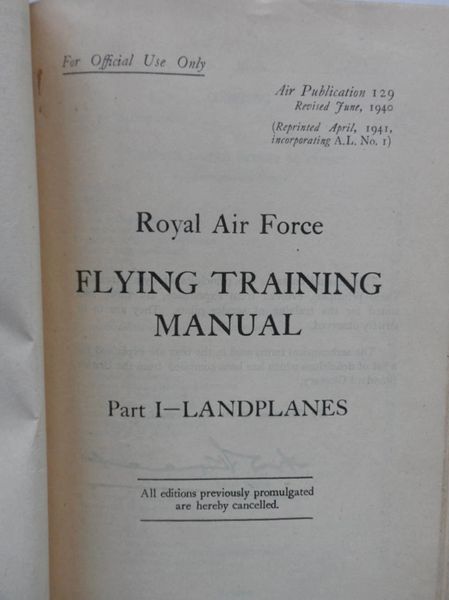 For Official Use Only
Air Publication 129
Revised June, 1940
(Reprinted April, 1941,
incorporating A.L. No. 1)
Royal Air Force
FLYING TRAINING
MANUAL
Part I—LANDPLANES
All editions previously promulgated
are hereby cancelled.